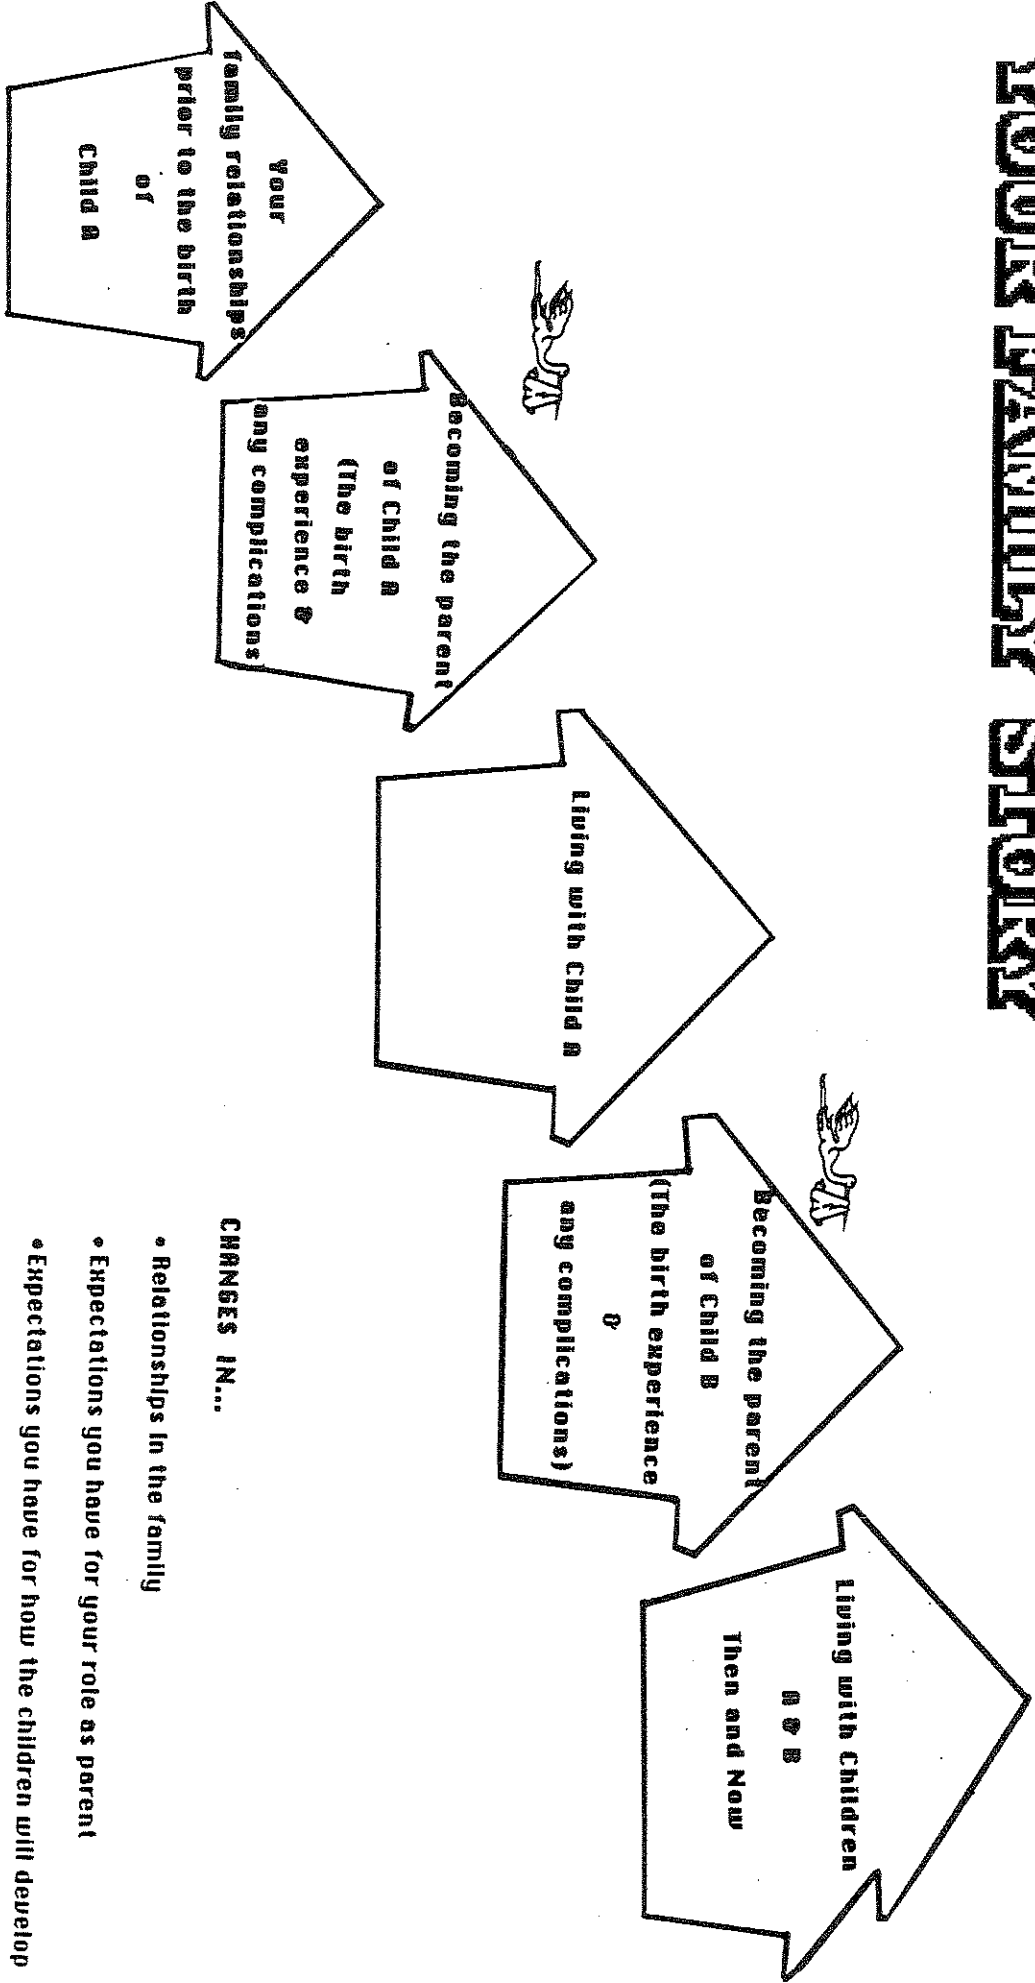 YOUR FAMILY STORY
Your
family relationships
prior to the birth
of
Child A
Becoming the parent
of Child A
(The birth
experience &
any complications)
Living with Child A
Becoming the parent
of Child B
(The birth experience
&
any complications)
Living with Children
A & B
Then and Now
CHANGES IN...
• Relationships in the family
• Expectations you have for your role as parent
• Expectations you have for how the children will develop